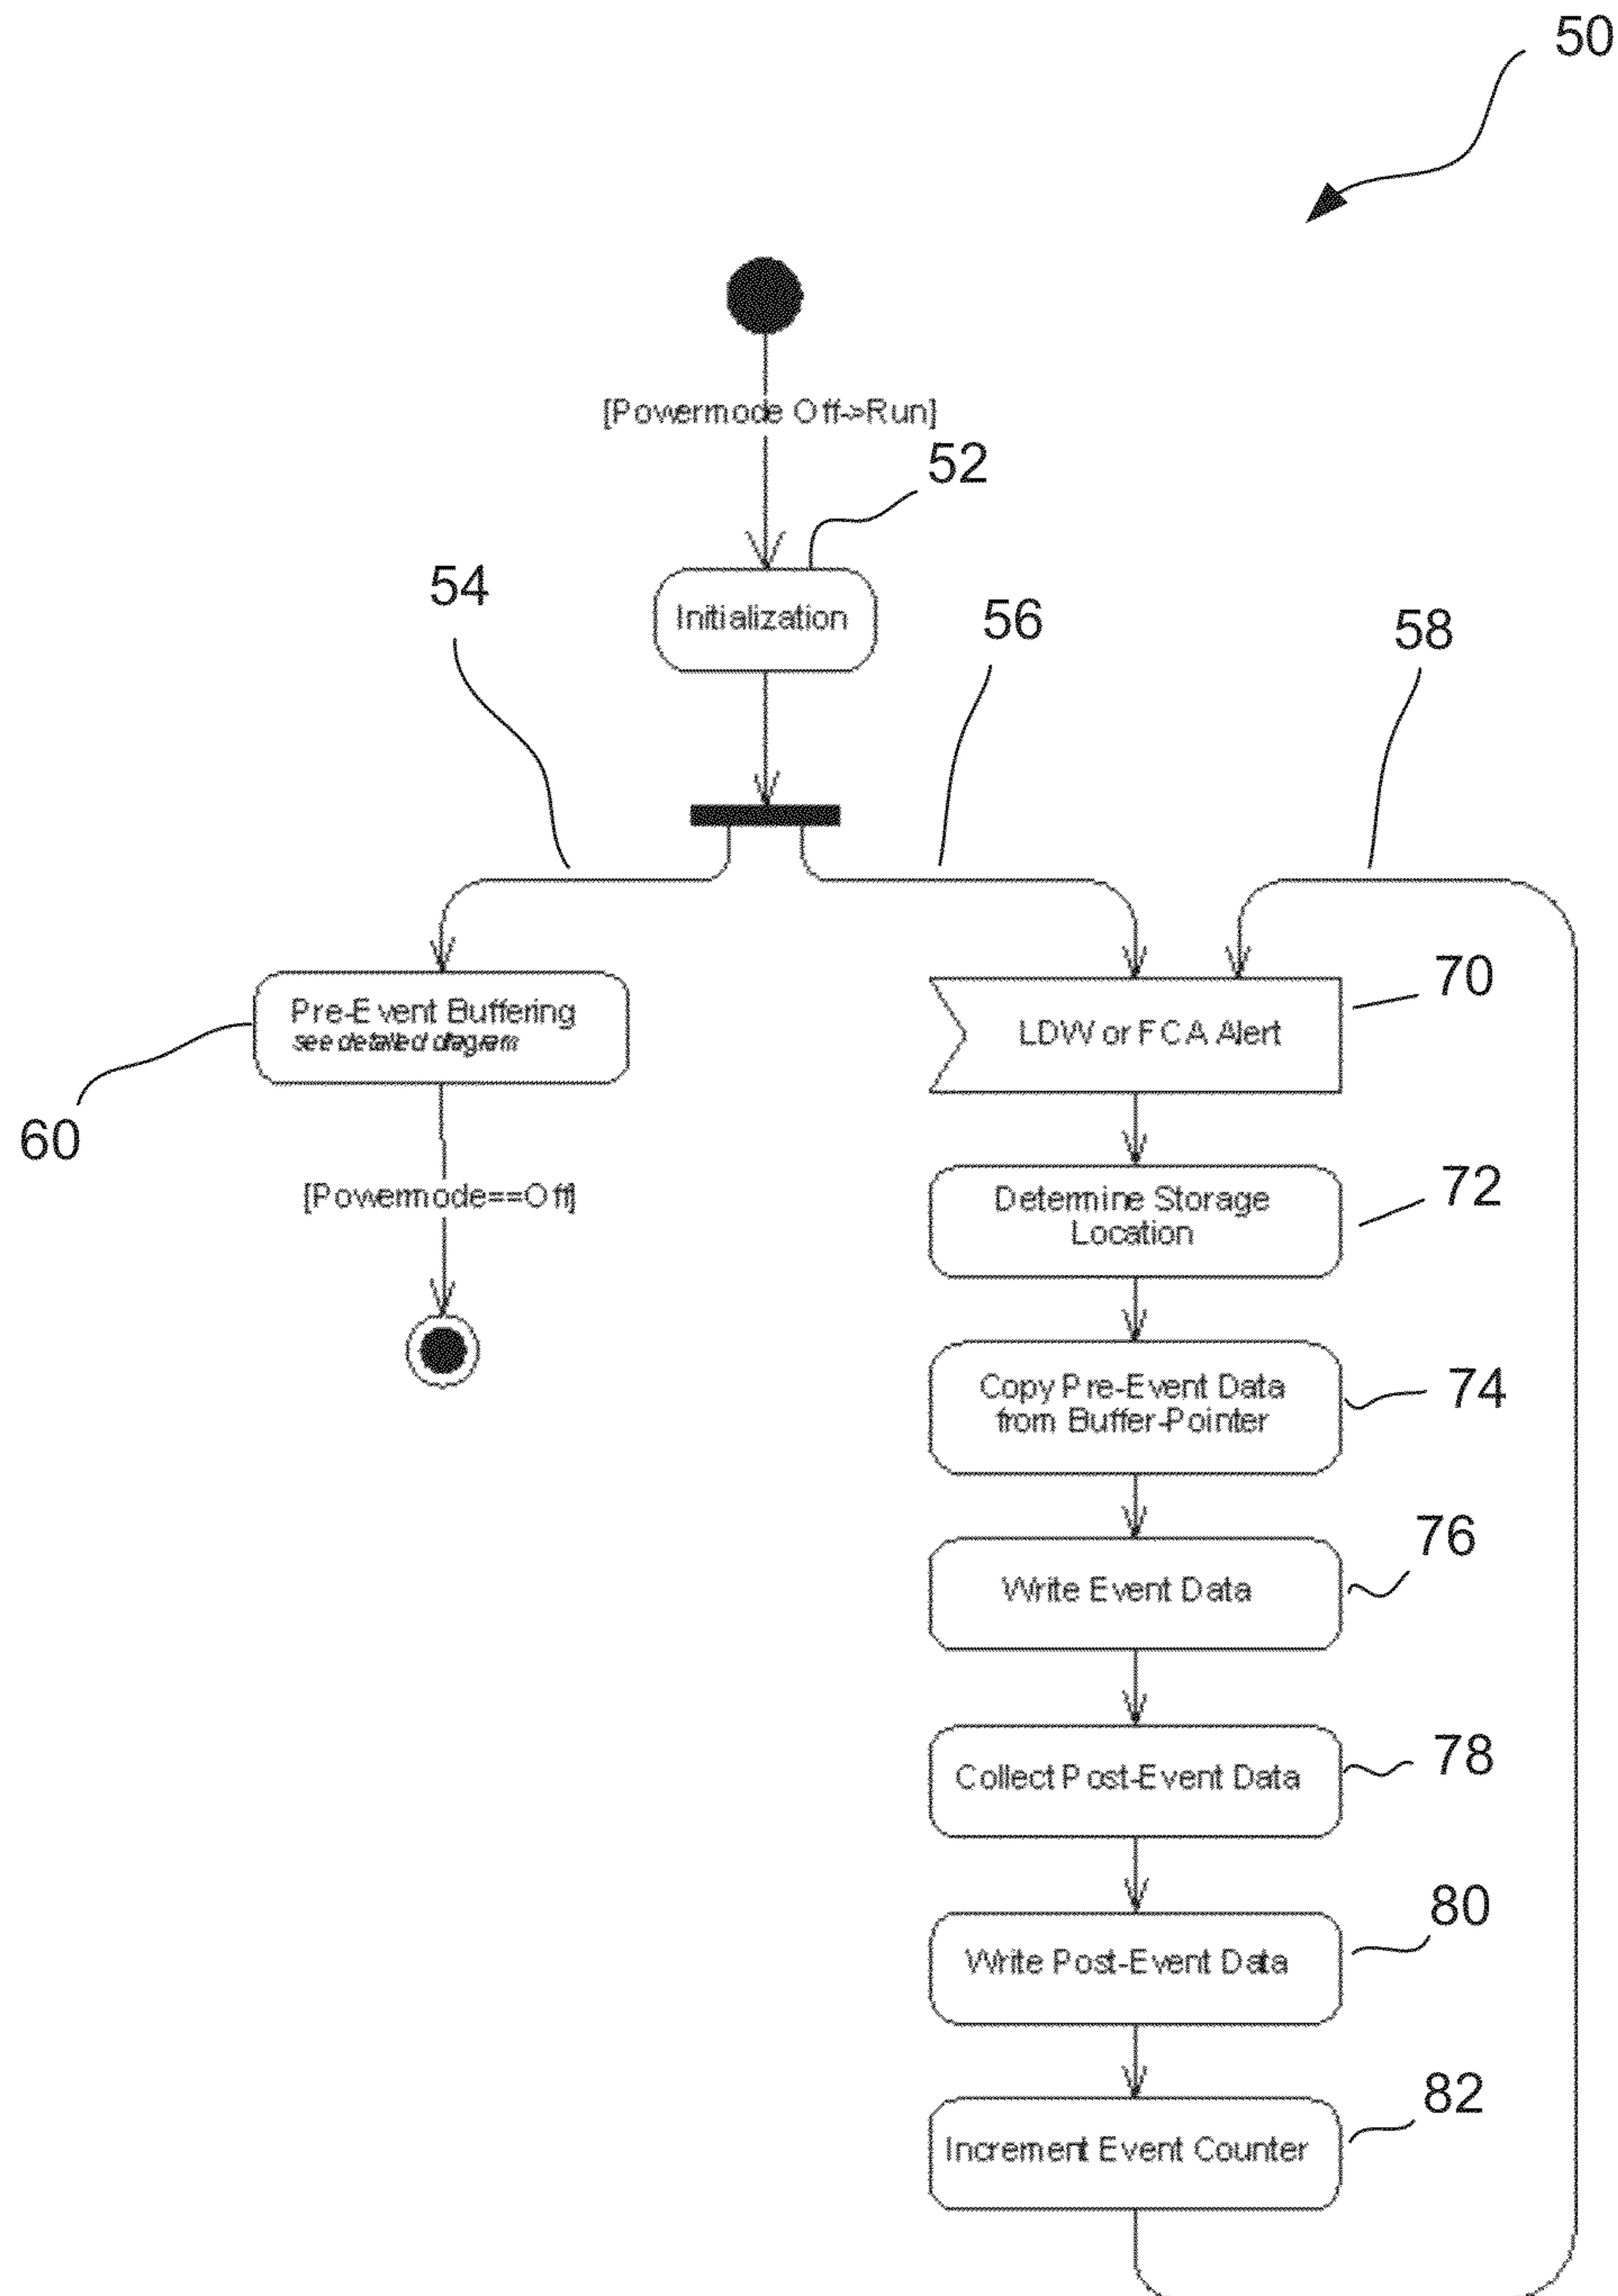 50
[Powermode Off->Run]
52
Initialization
54
56
58
Pre-Event Buffering
see detailed diagram
60
[Powermode==Off]
LDW or FCA Alert
70
Determine Storage
Location
72
Copy Pre-Event Data
from Buffer-Pointer
74
Write Event Data
76
Collect Post-Event Data
78
Write Post-Event Data
80
Increment Event Counter
82